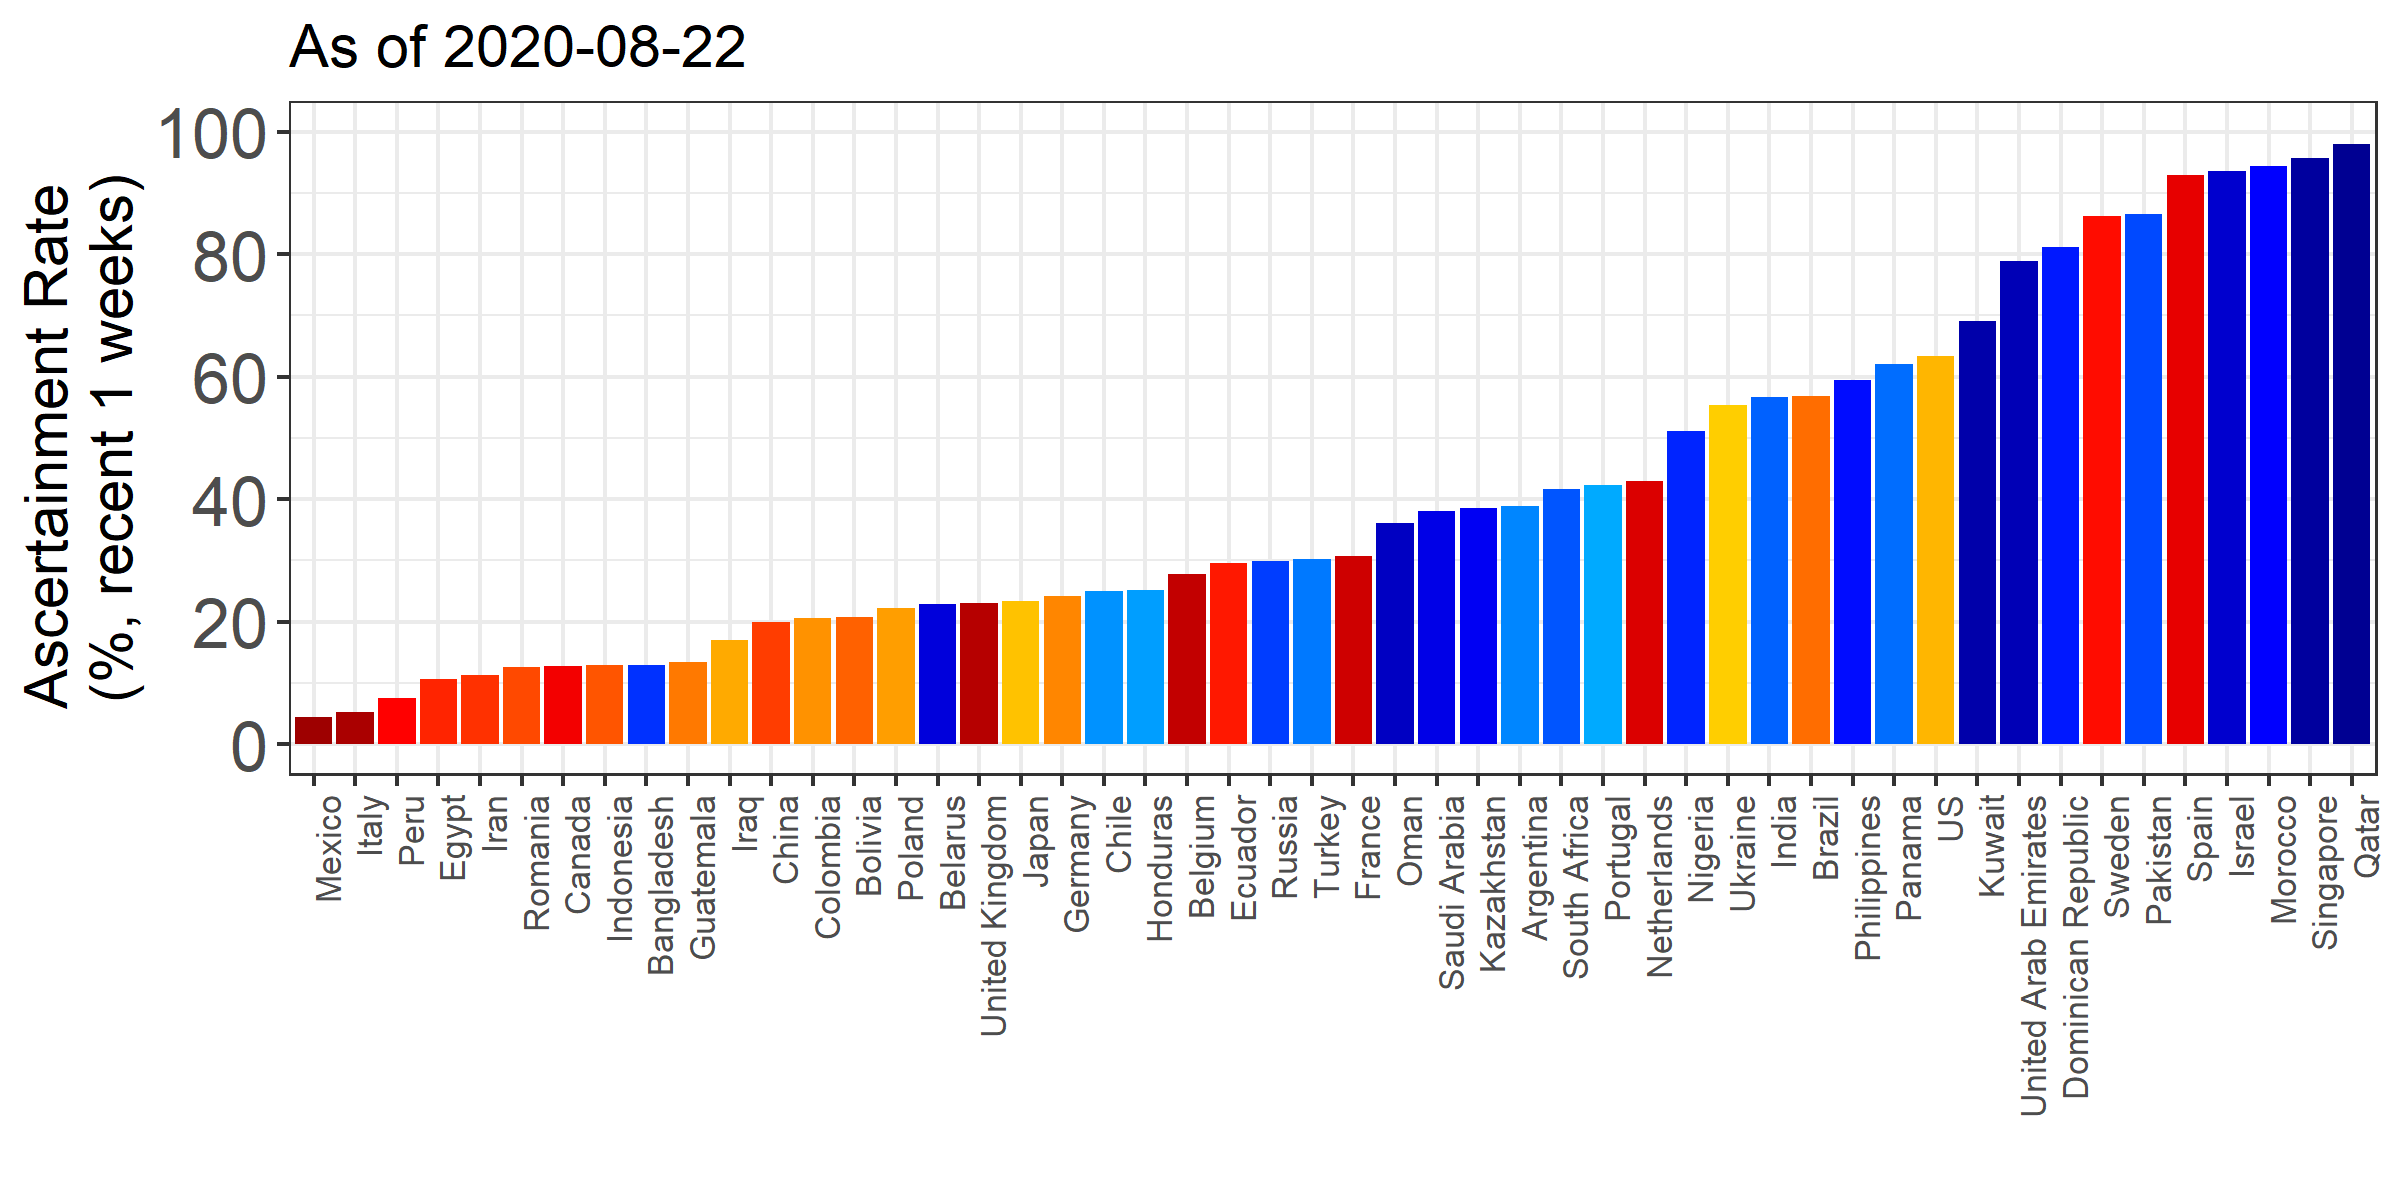 As of 2020-08-22
Ascertainment Rate
(%, recent 1 weeks)
100
80
60
40
20
0
Mexico
Italy
Peru
Egypt
Iran
Romania
Canada
Indonesia
Bangladesh
Guatemala
Iraq
China
Colombia
Bolivia
Poland
Belarus
United Kingdom
Japan
Germany
Chile
Honduras
Belgium
Ecuador
Russia
Turkey
France
Oman
Saudi Arabia
Kazakhstan
Argentina
South Africa
Portugal
Netherlands
Nigeria
Ukraine
India
Brazil
Philippines
Panama
US
Kuwait
United Arab Emirates
Dominican Republic
Sweden
Pakistan
Spain
Israel
Morocco
Singapore
Qatar